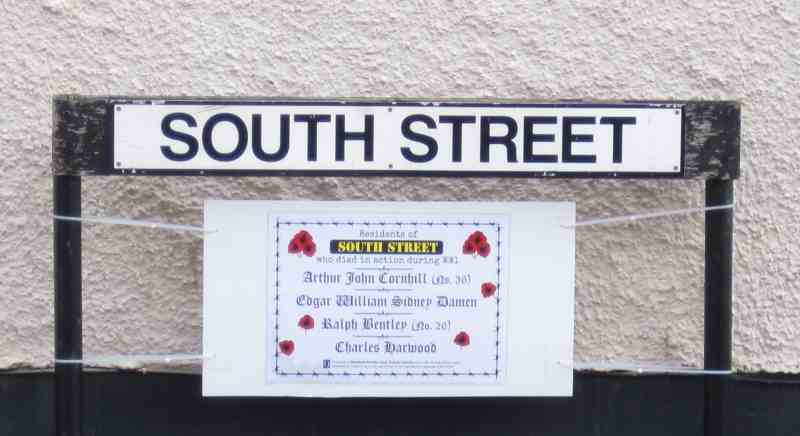 SOUTH STREET
Residents of
SOUTH STREET
who died in action during WW1
Arthur John Cornhill (No. 36)
Edgar William Sidney Damen
Ralph Bentley (No. 20)
Charles Harwood